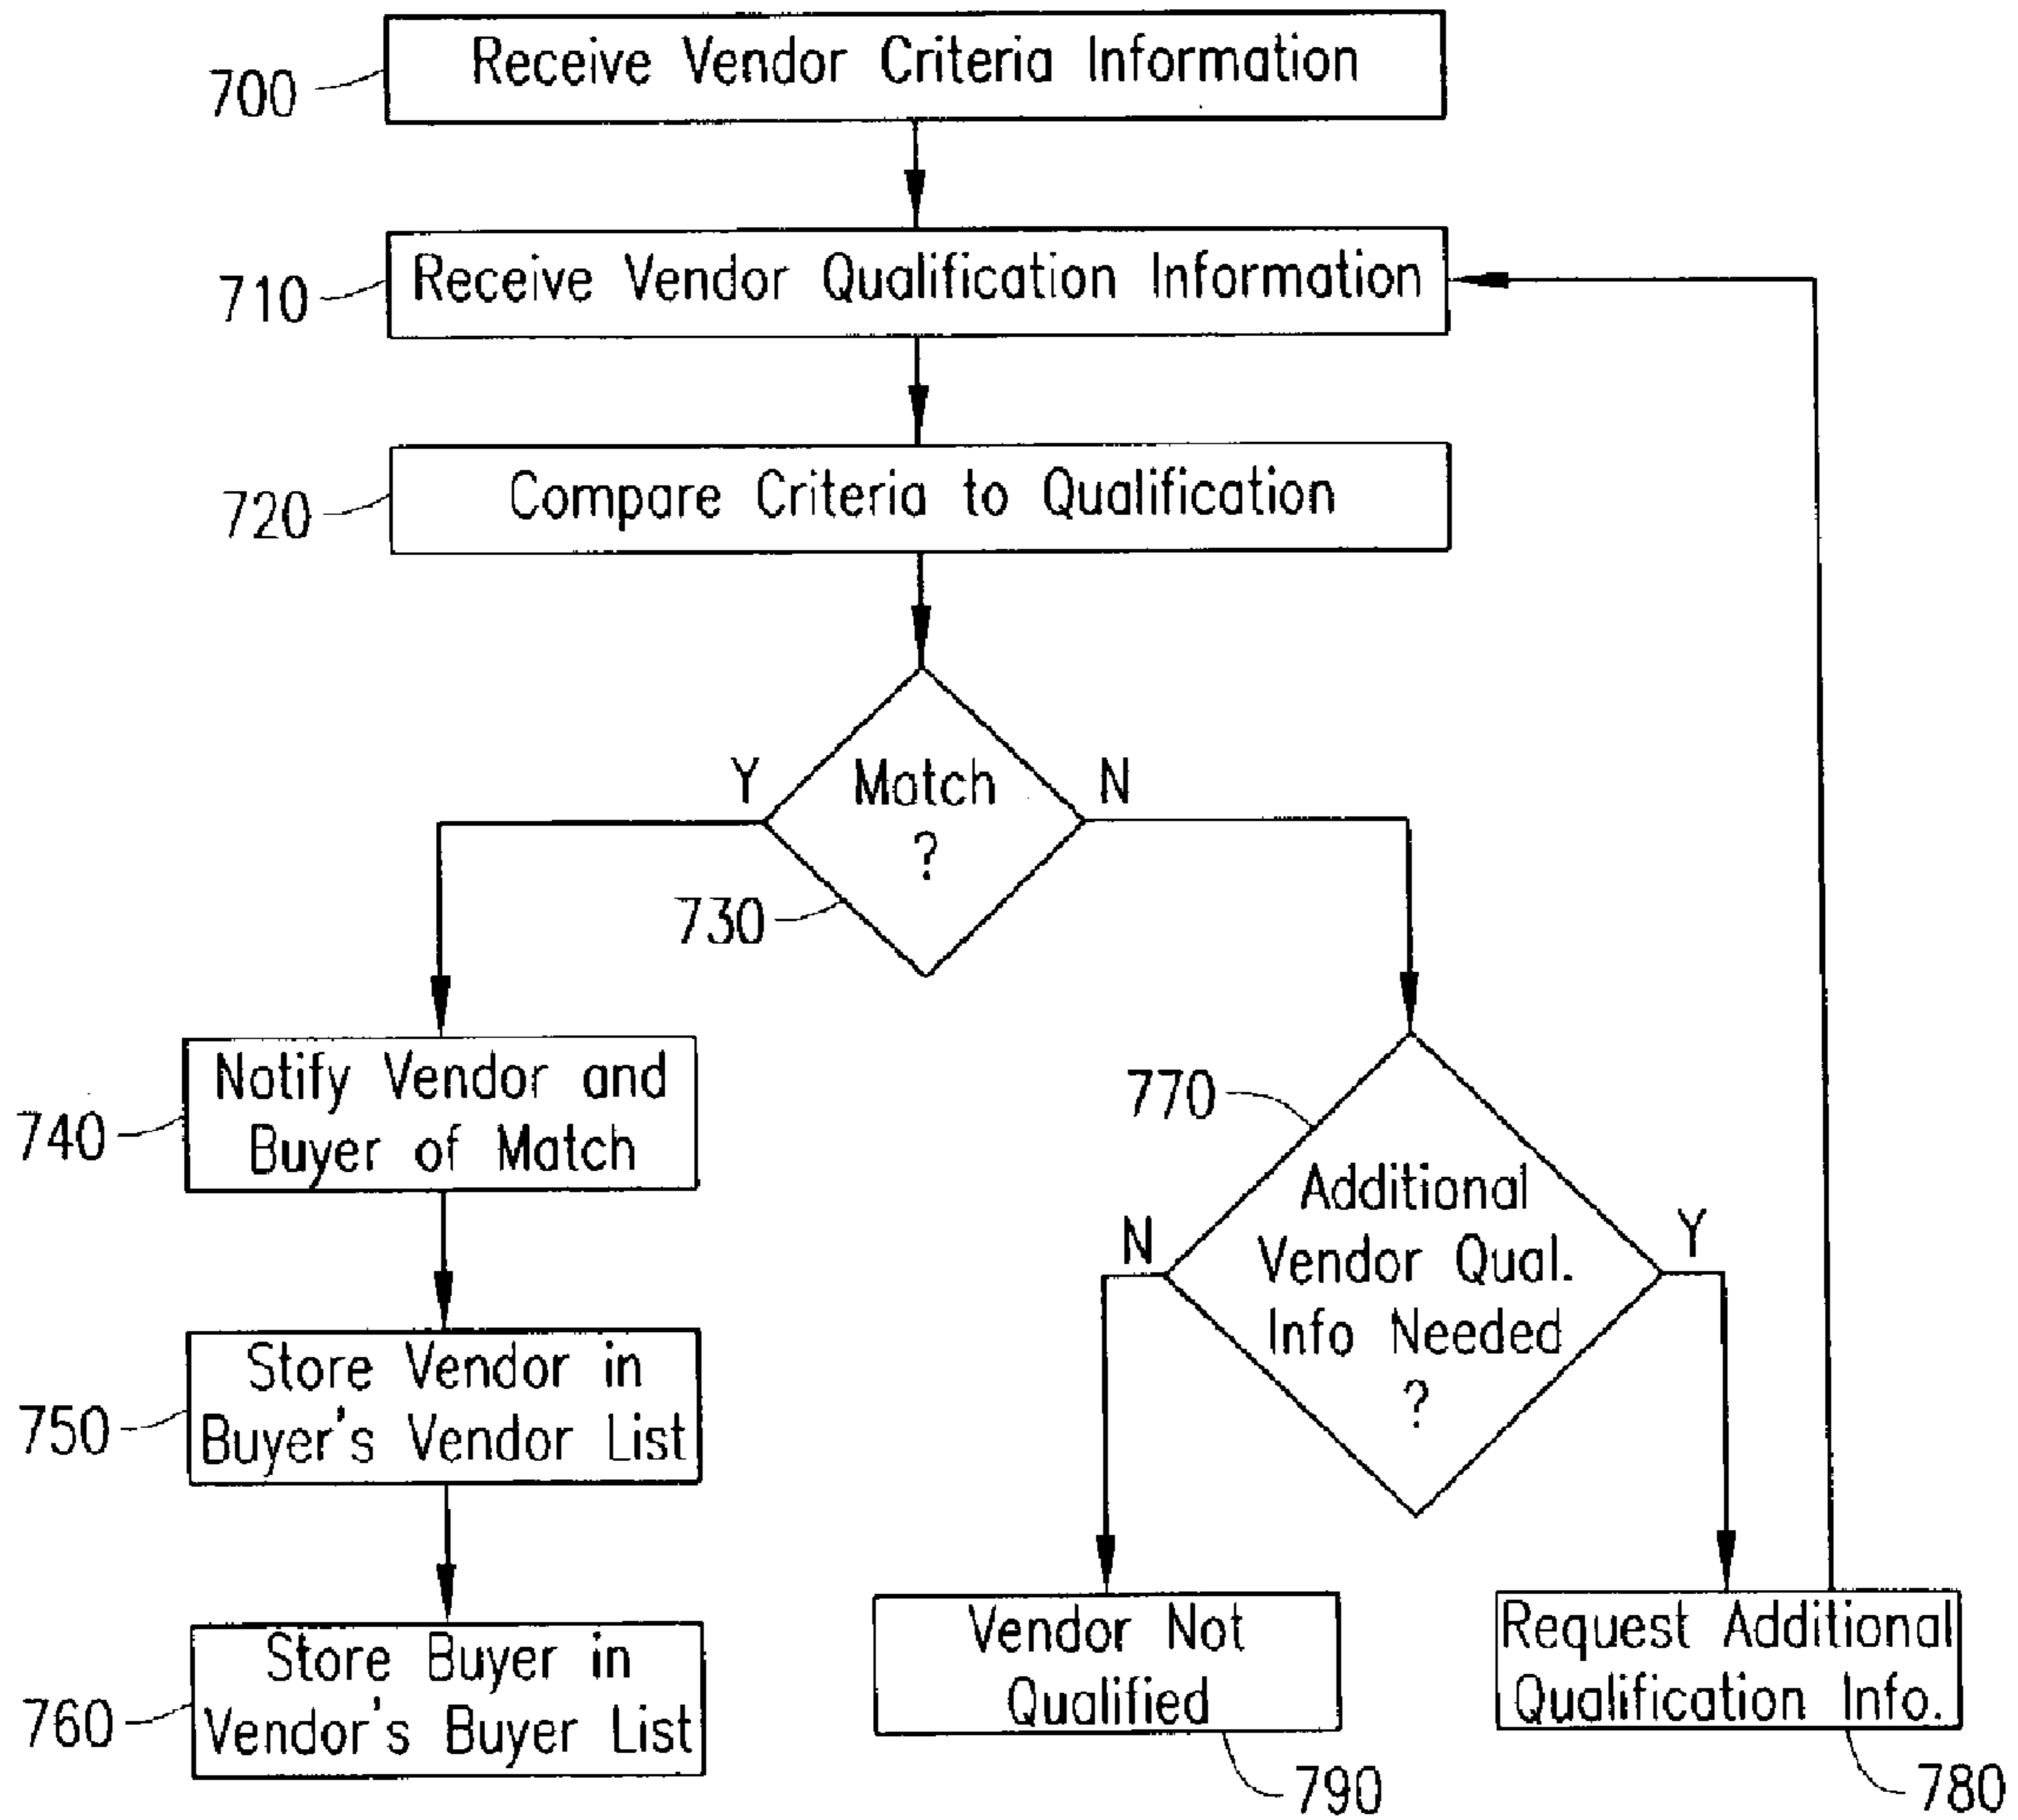 Receive Vendor Criteria Information
700
Receive Vendor Qualification Information
710
Compare Criteria to Qualification
720
Y
Match
?
N
730
Notify Vendor and
Buyer of Match
740
770
Additional
Vendor Qual.
Info Needed
?
N
Y
Store Vendor in
Buyer's Vendor List
750
Store Buyer in
Vendor's Buyer List
760
Vendor Not
Qualified
790
Request Additional
Qualification Info.
780